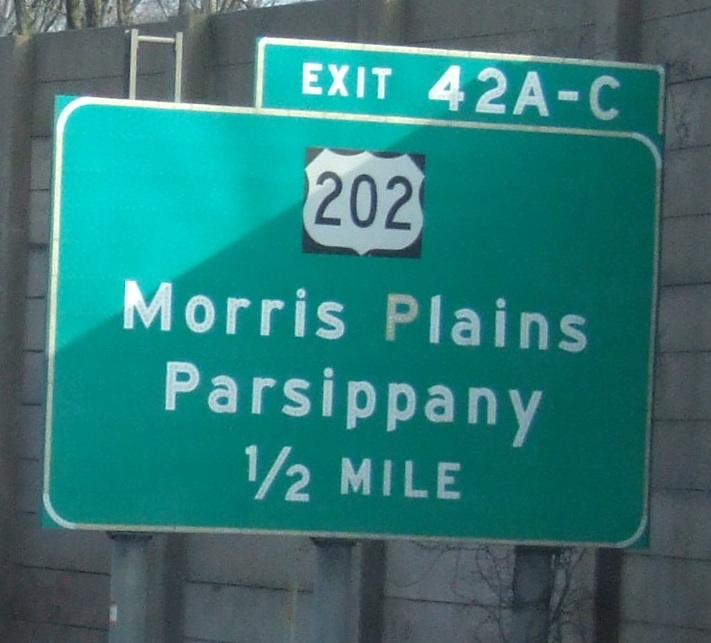 EXIT 42A-C
202
Morris Plains
Parsippany
1/2 MILE